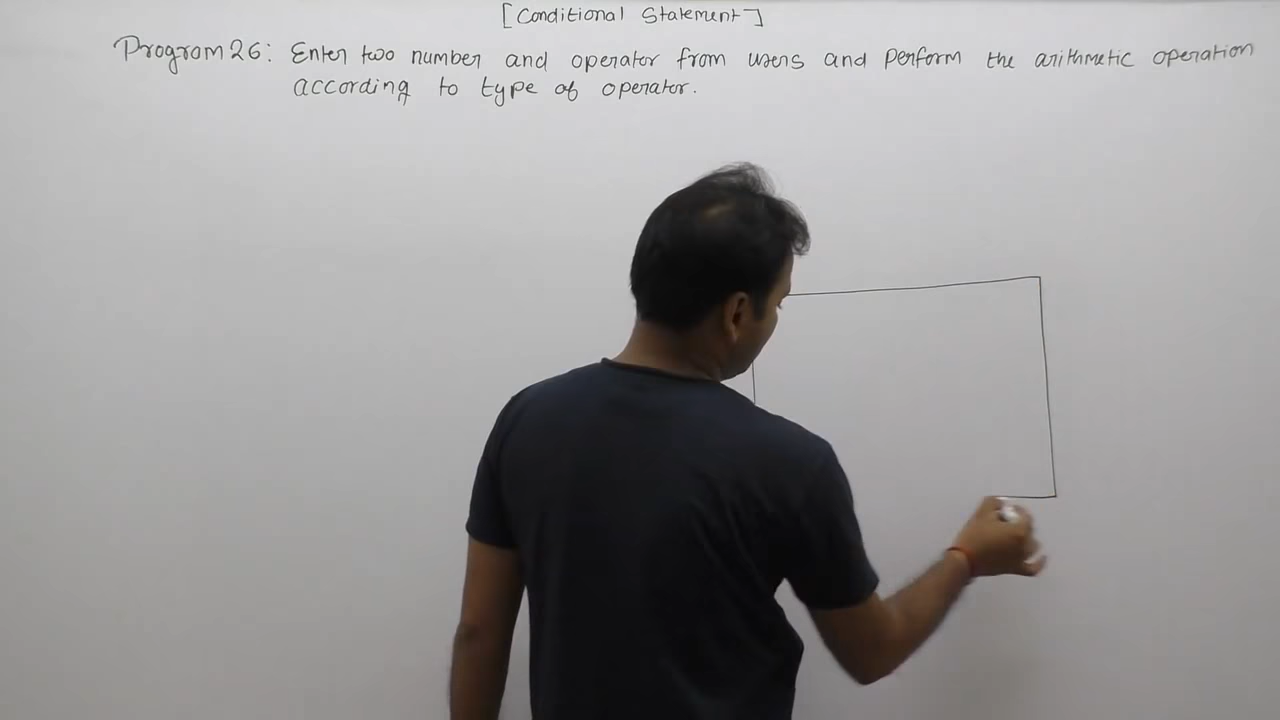 [Conditional Statement]
Program 26: Enter two number and operator from users and perform the arithmetic operation
according to type of operator.